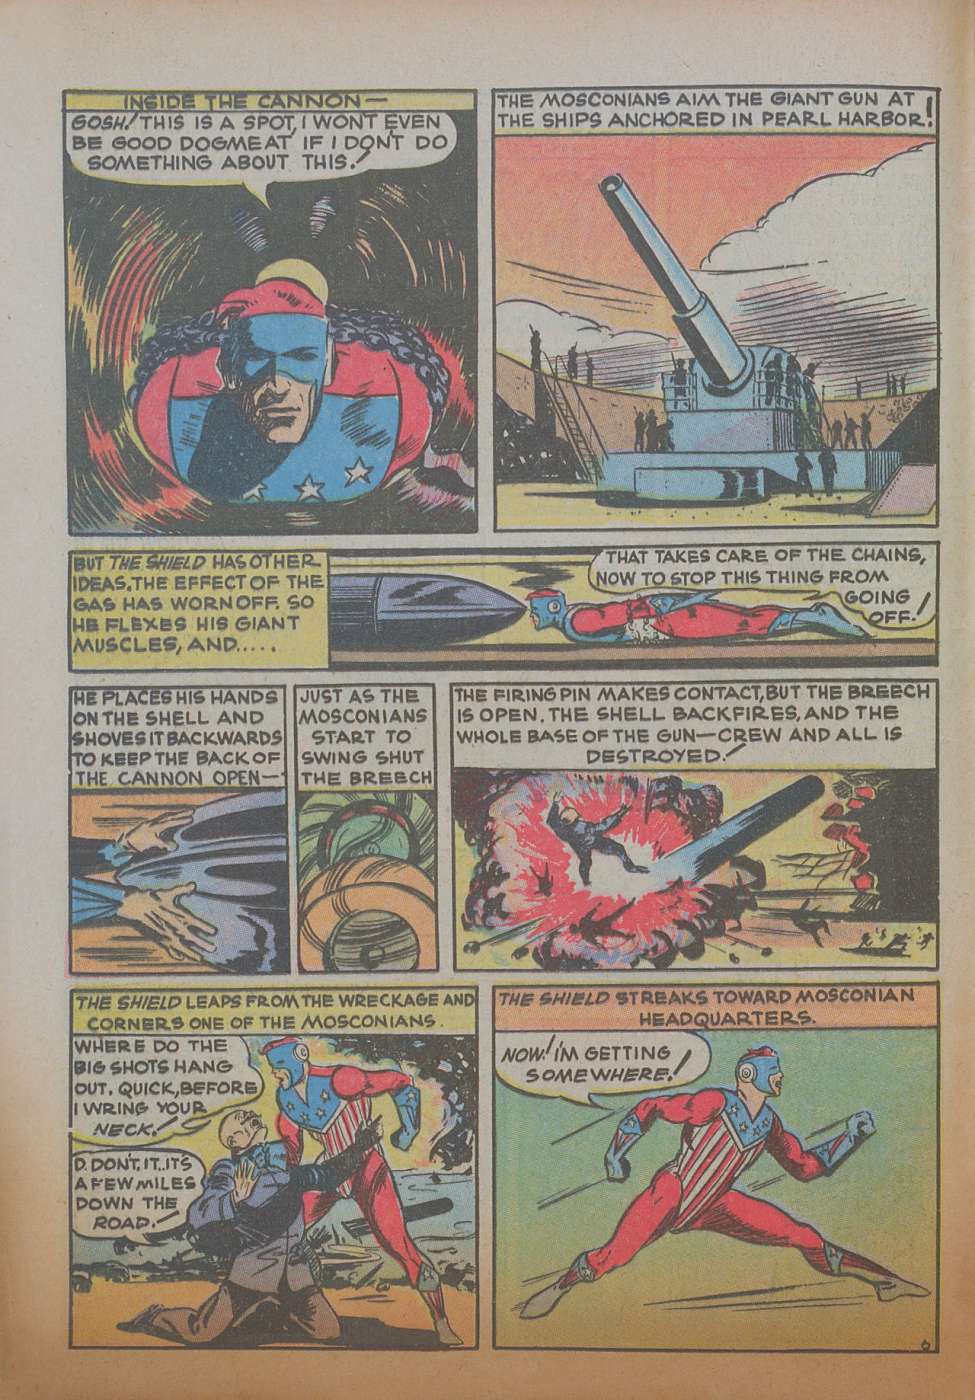 INSIDE THE CANNON—
GOSH! THIS IS A SPOT, I WON'T EVEN
BE GOOD DOGMEAT IF I DON'T DO
SOMETHING ABOUT THIS!
THE MOSCONIANS AIM THE GIANT GUN AT
THE SHIPS ANCHORED IN PEARL HARBOR!
BUT THE SHIELD HAS OTHER
IDEAS. THE EFFECT OF THE
GAS HAS WORN OFF. SO
HE FLEXES HIS GIANT
MUSCLES, AND.....
THAT TAKES CARE OF THE CHAINS,
NOW TO STOP THIS THING FROM
GOING
OFF!
HE PLACES HIS HANDS
ON THE SHELL AND
SHOVES IT BACKWARDS
TO KEEP THE BACK OF
THE CANNON OPEN—
JUST AS THE
MOSCONIANS
START TO
SWING SHUT
THE BREECH
THE FIRING PIN MAKES CONTACT, BUT THE BREECH
IS OPEN. THE SHELL BACKFIRES, AND THE
WHOLE BASE OF THE GUN—CREW AND ALL IS
DESTROYED!
THE SHIELD LEAPS FROM THE WRECKAGE AND
CORNERS ONE OF THE MOSCONIANS.
WHERE DO THE
BIG SHOTS HANG
OUT. QUICK, BEFORE
I WRING YOUR
NECK!
D. DON'T. IT.. IT'S
A FEW MILES
DOWN THE
ROAD!
THE SHIELD STREAKS TOWARD MOSCONIAN
HEADQUARTERS.
NOW! I'M GETTING
SOMEWHERE!
6